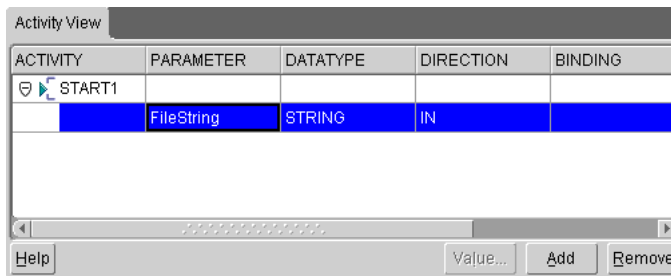 Activity View
ACTIVITY PARAMETER DATATYPE DIRECTION BINDING
START1
FileString STRING IN
Help Value... Add Remove